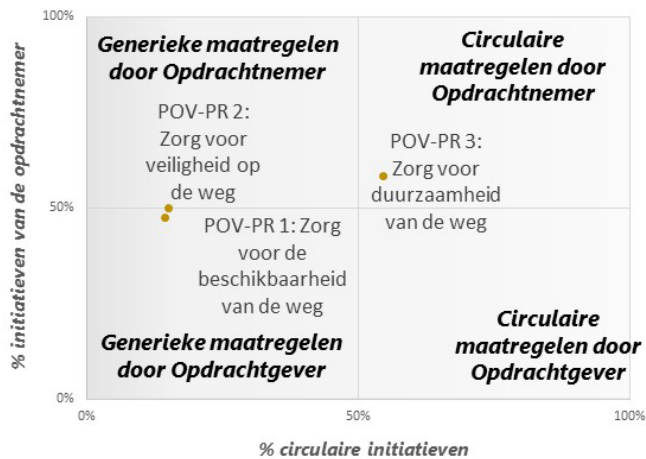 100%
Generieke maatregelen
door Opdrachtnemer
Circulaire
maatregelen door
Opdrachtnemer
POV-PR 2:
Zorg voor
veiligheid op
de weg
POV-PR 3:
Zorg voor
duurzaamheid
van de weg
50%
POV-PR 1: Zorg
voor de
beschikbaarheid
van de weg
Generieke maatregelen
door Opdrachtgever
Circulaire
maatregelen door
Opdrachtgever
0%
0%
50%
100%
% initiatieven van de opdrachtnemer
% circulaire initiatieven